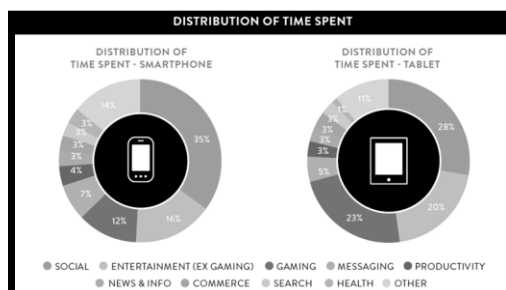 DISTRIBUTION OF TIME SPENT
DISTRIBUTION OF
TIME SPENT - SMARTPHONE
14%
3%
3%
3%
3%
4%
7%
12%
16%
35%
DISTRIBUTION OF
TIME SPENT - TABLET
11%
1%
3%
3%
3%
3%
5%
23%
20%
28%
SOCIAL ENTERTAINMENT (EX GAMING) GAMING MESSAGING PRODUCTIVITY
NEWS & INFO COMMERCE SEARCH HEALTH OTHER